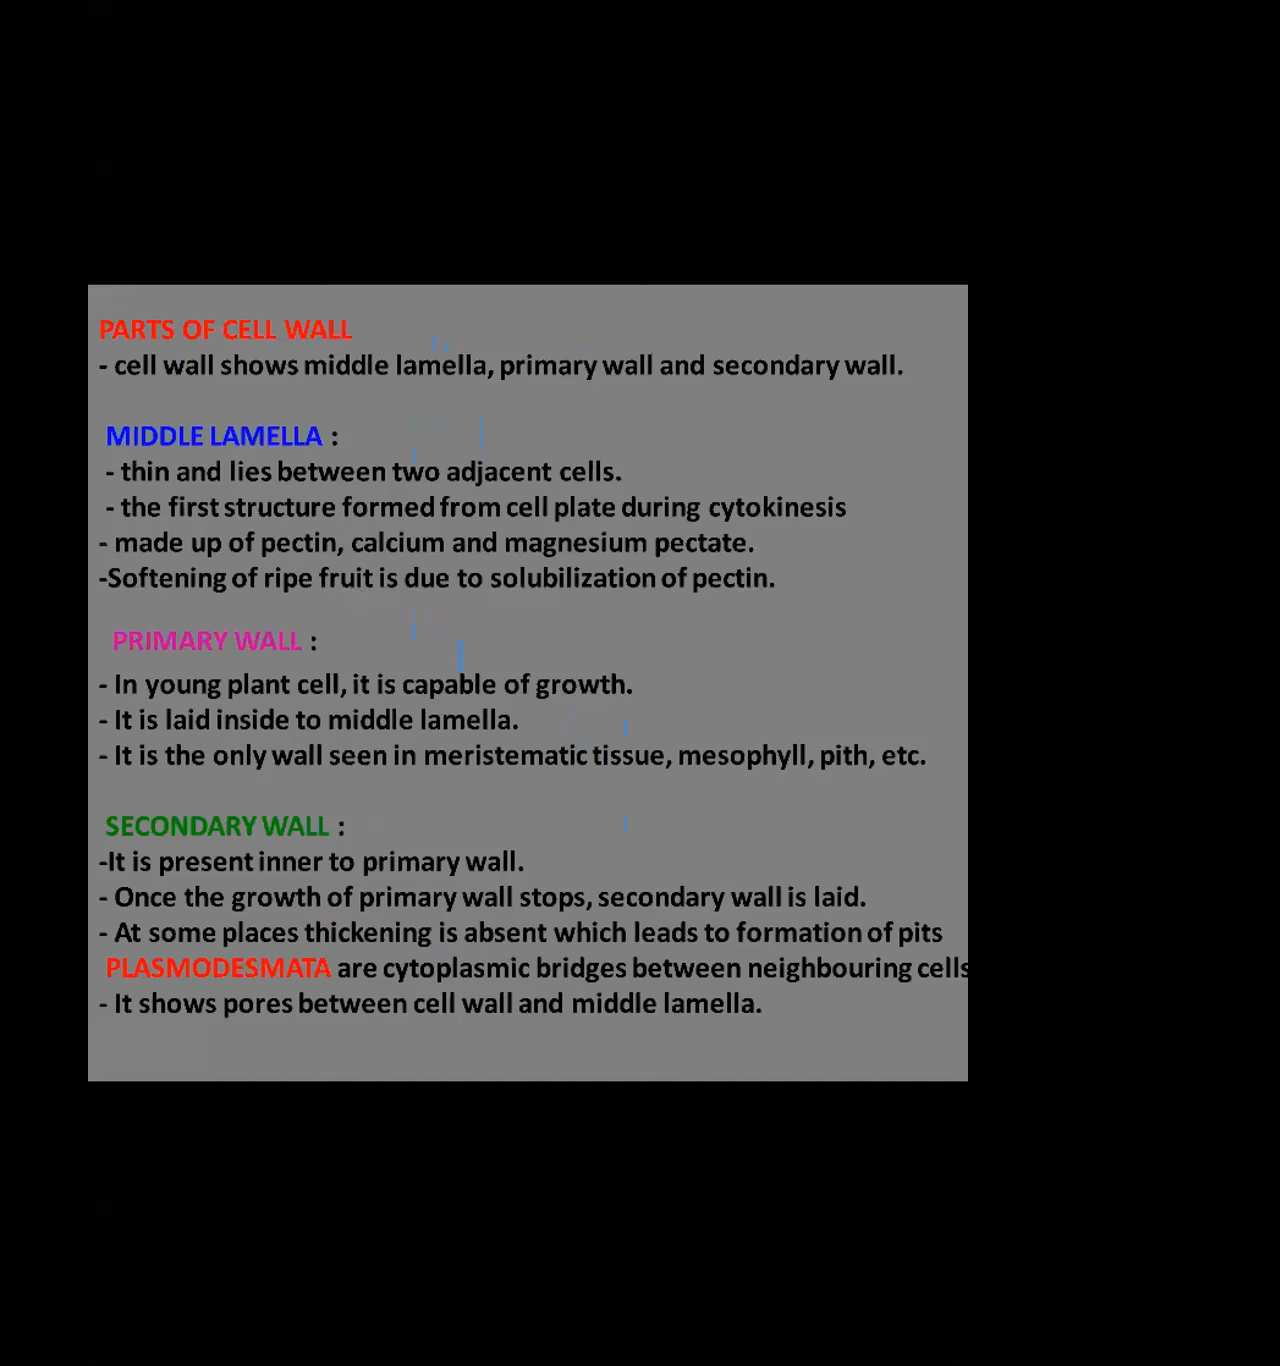 PARTS OF CELL WALL
- cell wall shows middle lamella, primary wall and secondary wall.
MIDDLE LAMELLA :
- thin and lies between two adjacent cells.
- the first structure formed from cell plate during cytokinesis
- made up of pectin, calcium and magnesium pectate.
-Softening of ripe fruit is due to solubilization of pectin.
PRIMARY WALL :
- In young plant cell, it is capable of growth.
- It is laid inside to middle lamella.
- It is the only wall seen in meristematic tissue, mesophyll, pith, etc.
SECONDARY WALL :
-It is present inner to primary wall.
- Once the growth of primary wall stops, secondary wall is laid.
- At some places thickening is absent which leads to formation of pits
PLASMODESMATA are cytoplasmic bridges between neighbouring cells
- It shows pores between cell wall and middle lamella.